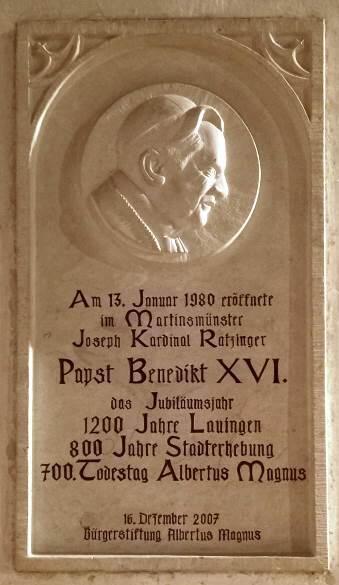 Am 13. Januar 1980 eröffnete
im Martinsmünster
Joseph Kardinal Ratzinger
Papst Benedikt XVI.
das Jubiläumsjahr
1200 Jahre Lauingen
800 Jahre Stadterhebung
700. Todestag Albertus Magnus
16. Dezember 2007
Bürgerstiftung Albertus Magnus